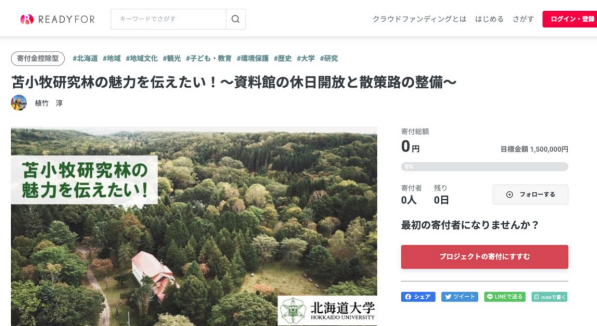 READYFOR
キーワードでさがす
クラウドファンディングとは はじめる さがす
ログイン・登録
寄付金控除型 #北海道 #地域 #地域文化 #観光 #子ども・教育 #環境保護 #歴史 #大学 #研究
苫小牧研究林の魅力を伝えたい！〜資料館の休日開放と散策路の整備〜
植竹 淳
苫小牧研究林の
魅力を伝えたい！
北海道大学
HOKKAIDO UNIVERSITY
寄付総額
0円
目標金額 1,500,000円
0%
寄付者 残り
0人 0日
フォローする
最初の寄付者になりませんか？
プロジェクトの寄付にすすむ
シェア
ツイート
LINEで送る
noteで書く